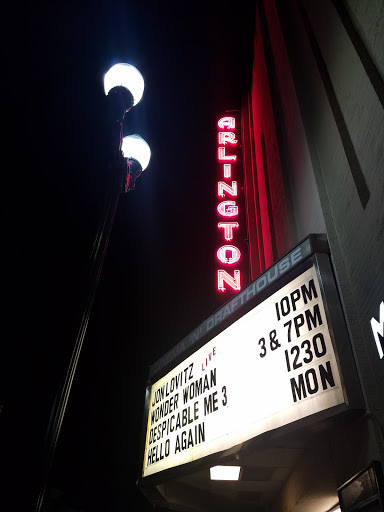 ARLINGTON
DRAFTHOUSE
JON LOVITZ LIVE 10PM
WONDER WOMAN 3 & 7PM
DESPICABLE ME 3 1230
HELLO AGAIN MON